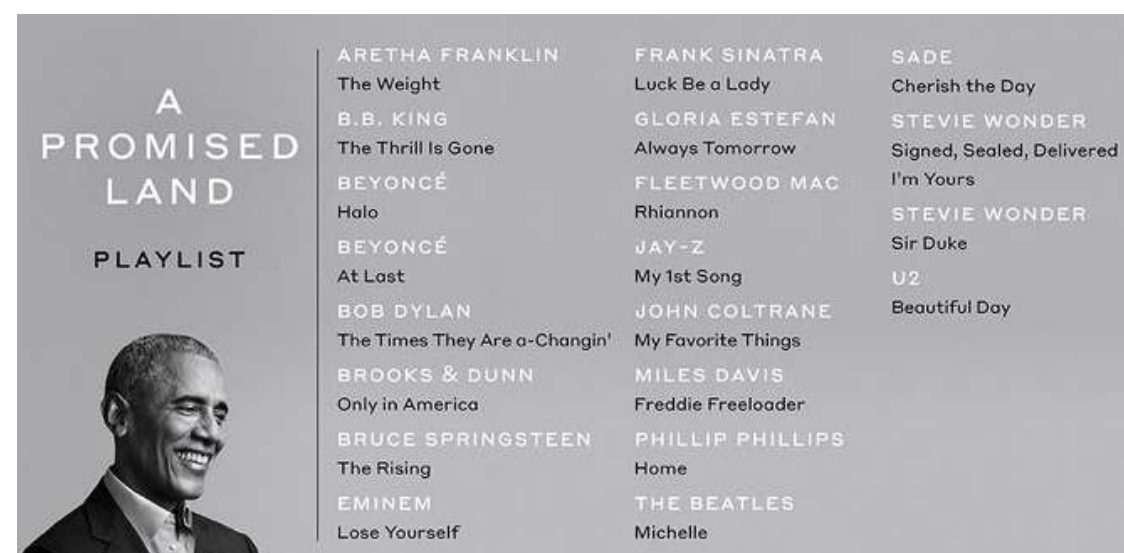 A
PROMISED
LAND
PLAYLIST
ARETHA FRANKLIN
The Weight
B.B. KING
The Thrill Is Gone
BEYONCÉ
Halo
BEYONCÉ
At Last
BOB DYLAN
The Times They Are a-Changin'
BROOKS & DUNN
Only in America
BRUCE SPRINGSTEEN
The Rising
EMINEM
Lose Yourself
FRANK SINATRA
Luck Be a Lady
GLORIA ESTEFAN
Always Tomorrow
FLEETWOOD MAC
Rhiannon
JAY-Z
My 1st Song
JOHN COLTRANE
My Favorite Things
MILES DAVIS
Freddie Freeloader
PHILLIP PHILLIPS
Home
THE BEATLES
Michelle
SADE
Cherish the Day
STEVIE WONDER
Signed, Sealed, Delivered
I'm Yours
STEVIE WONDER
Sir Duke
U2
Beautiful Day